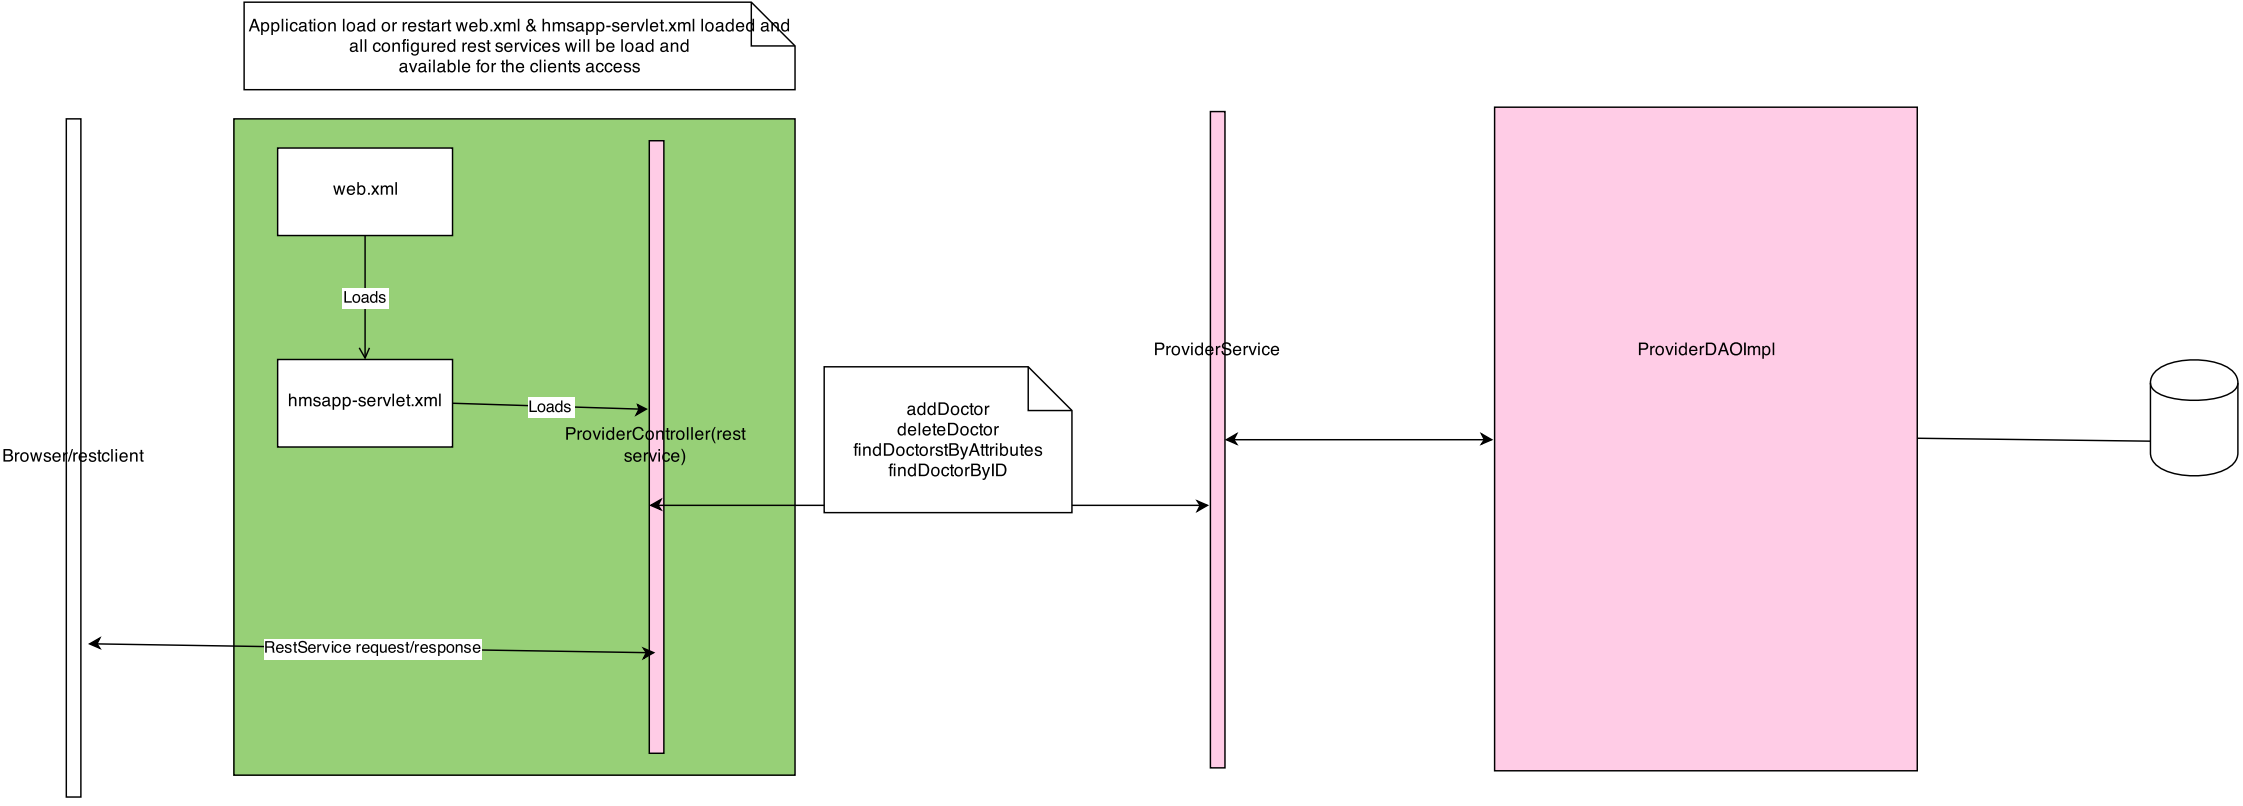 Application load or restart web.xml & hmsapp-servlet.xml loaded and
all configured rest services will be load and
available for the clients access
web.xml
Loads
hmsapp-servlet.xml
Loads
ProviderController(rest
service)
Browser/restclient
RestService request/response
addDoctor
deleteDoctor
findDoctorstByAttributes
findDoctorByID
ProviderService
ProviderDAOImpl